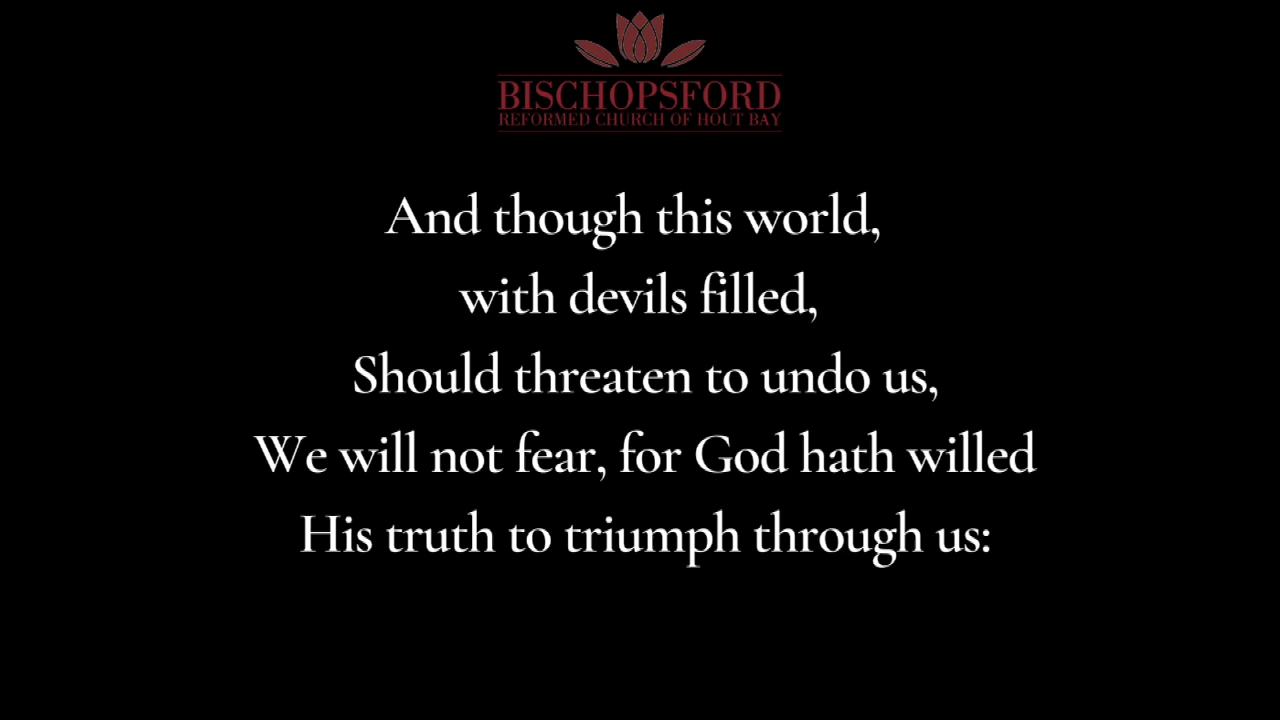 BISCHOPSFORD
REFORMED CHURCH OF HOUT BAY
And though this world,
with devils filled,
Should threaten to undo us,
We will not fear, for God hath willed
His truth to triumph through us: